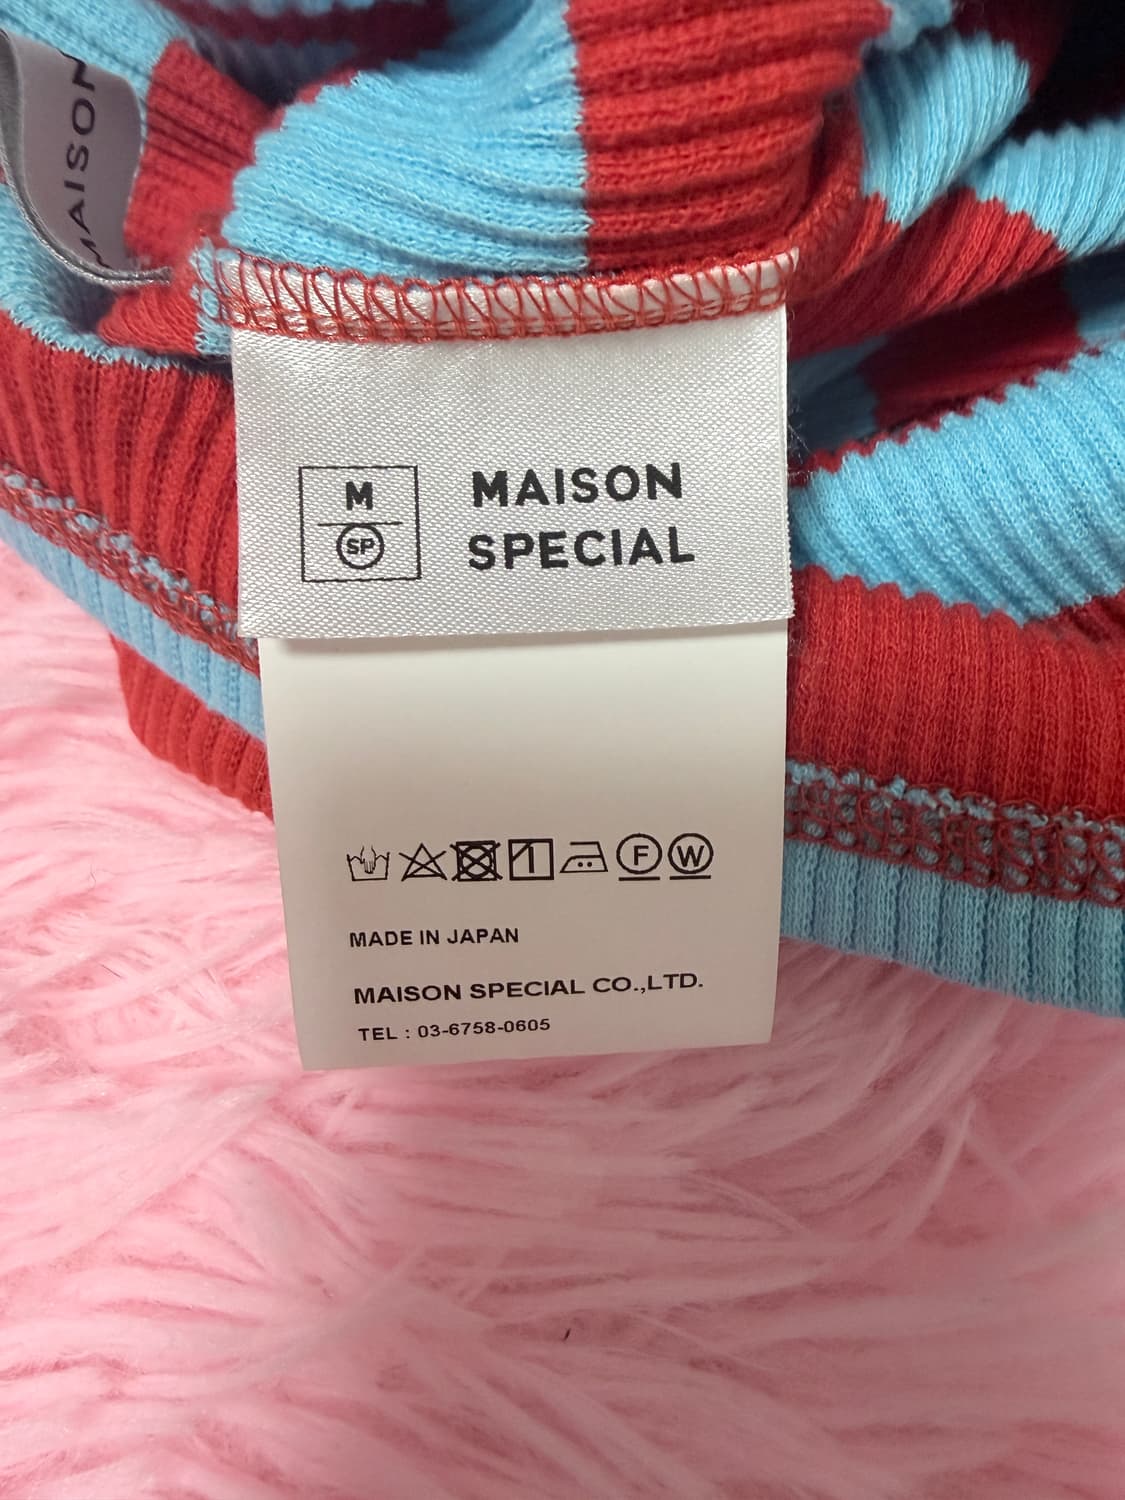 MAISON
M
SP
MAISON
SPECIAL
F
W
MADE IN JAPAN
MAISON SPECIAL CO.,LTD.
TEL : 03-6758-0605